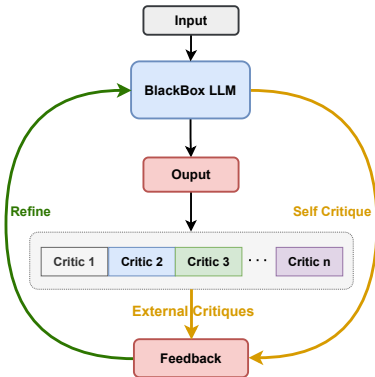 Input
BlackBox LLM
Ouput
Refine
Self Critique
Critic 1 Critic 2 Critic 3 ... Critic n
External Critiques
Feedback